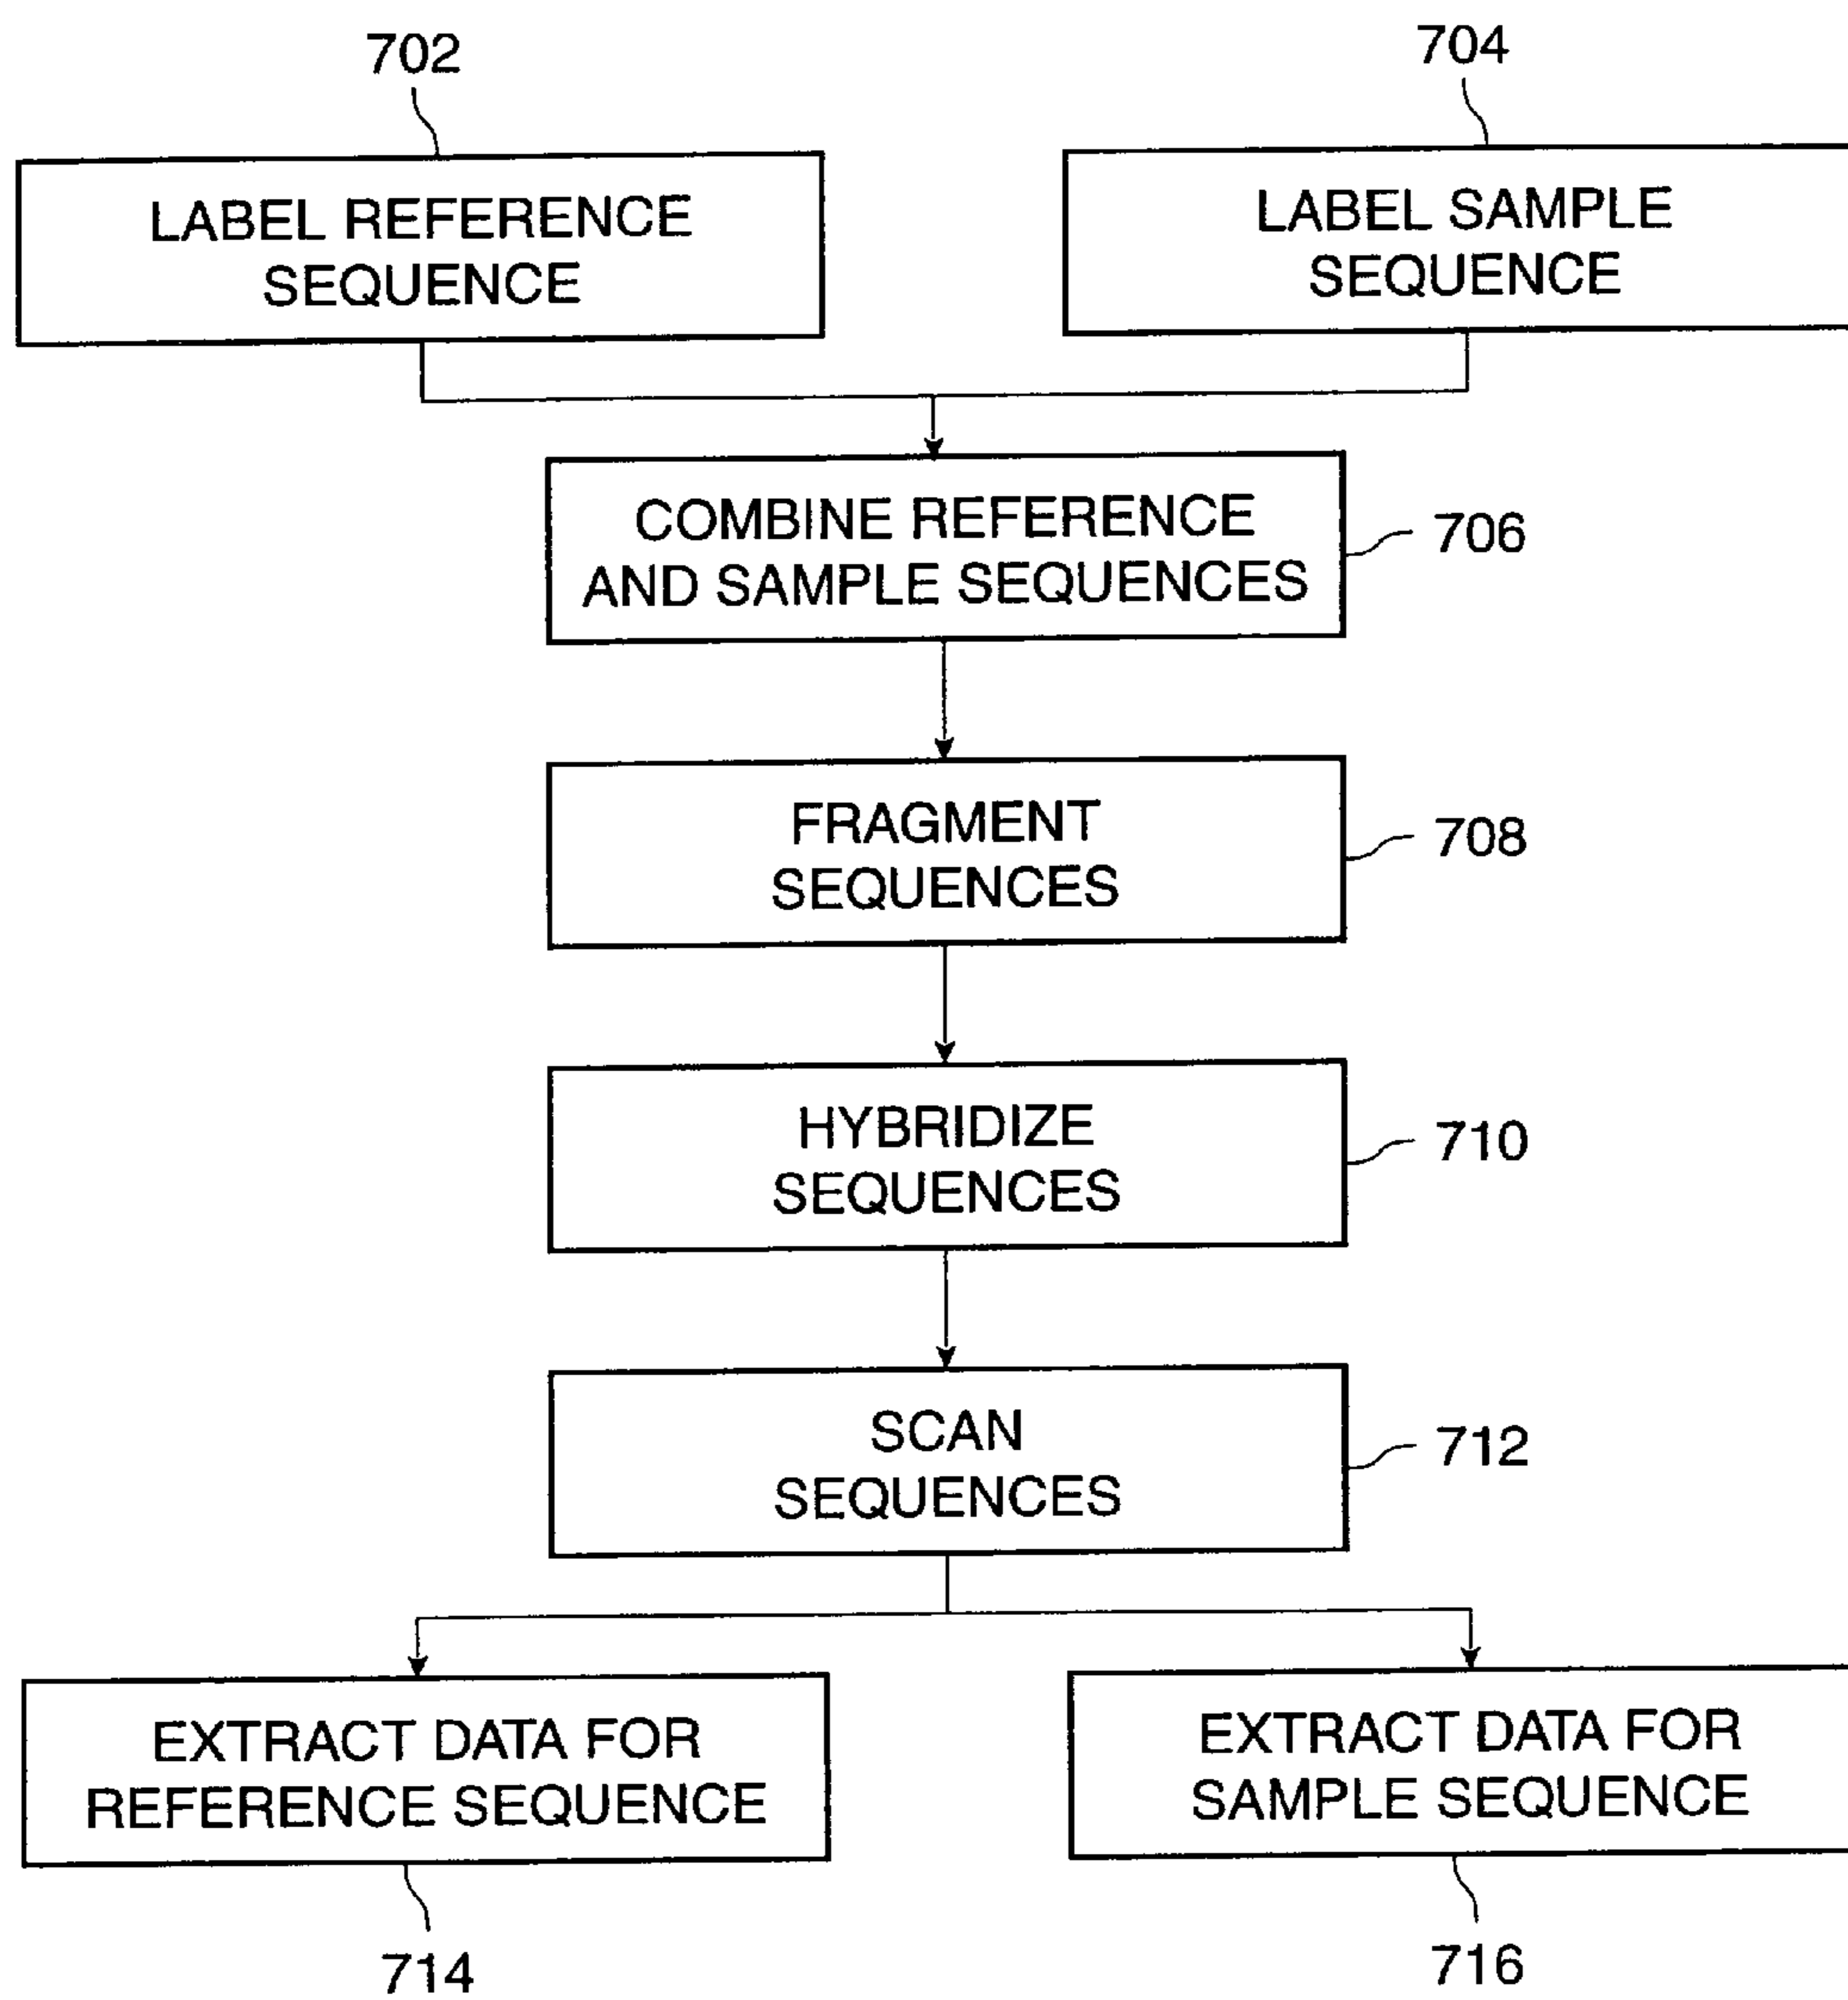 702
704
LABEL REFERENCE
SEQUENCE
LABEL SAMPLE
SEQUENCE
COMBINE REFERENCE
AND SAMPLE SEQUENCES
706
FRAGMENT
SEQUENCES
708
HYBRIDIZE
SEQUENCES
710
SCAN
SEQUENCES
712
EXTRACT DATA FOR
REFERENCE SEQUENCE
EXTRACT DATA FOR
SAMPLE SEQUENCE
714
716